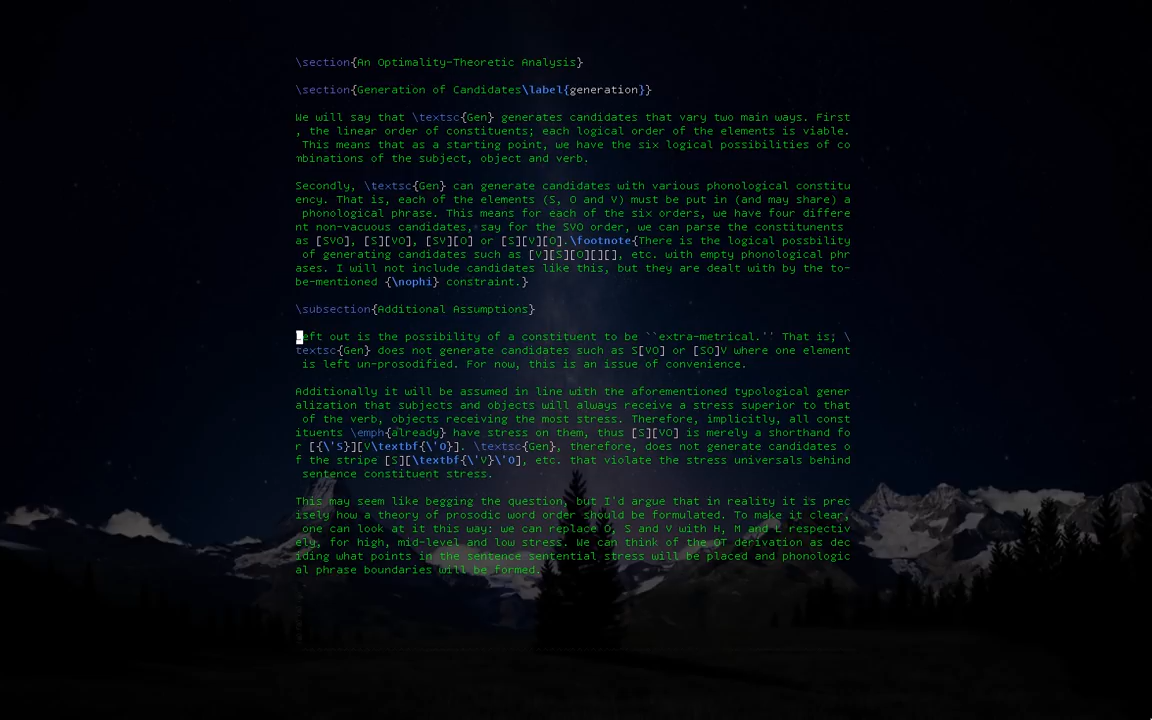 \section{An Optimality-Theoretic Analysis}
\section{Generation of Candidates\label{generation}}
We will say that \textsc{Gen} generates candidates that vary two main ways. First
, the linear order of constituents; each logical order of the elements is viable.
 This means that as a starting point, we have the six logical possibilities of co
mbinations of the subject, object and verb.
Secondly, \textsc{Gen} can generate candidates with various phonological constitu
ency. That is, each of the elements (S, O and V) must be put in (and may share) a
 phonological phrase. This means for each of the six orders, we have four differe
nt non-vacuous candidates, say for the SVO order, we can parse the constitunents
as [SVO], [S][VO], [SV][O] or [S][V][O].\footnote{There is the logical possbility
 of generating candidates such as [V][S][O][][], etc. with empty phonological phr
ases. I will not include candidates like this, but they are dealt with by the to-
be-mentioned {\nophi} constraint.}
\subsection{Additional Assumptions}
Left out is the possibility of a constituent to be ``extra-metrical.'' That is; \
textsc{Gen} does not generate candidates such as S[VO] or [SO]V where one element
 is left un-prosodified. For now, this is an issue of convenience.
Additionally it will be assumed in line with the aforementioned typological gener
alization that subjects and objects will always receive a stress superior to that
 of the verb, objects receiving the most stress. Therefore, implicitly, all const
ituents \emph{already} have stress on them, thus [S][VO] is merely a shorthand fo
r [{\'S}][V\textbf{\'O}]. \textsc{Gen}, therefore, does not generate candidates o
f the stripe [S][\textbf{\'V}\'O], etc. that violate the stress universals behind
 sentence constituent stress.
This may seem like begging the question, but I'd argue that in reality it is prec
isely how a theory of prosodic word order should be formulated. To make it clear,
 one can look at it this way: we can replace O, S and V with H, M and L respectiv
ely, for high, mid-level and low stress. We can think of the OT derivation as dec
iding what points in the sentence sentential stress will be placed and phonologic
al phrase boundaries will be formed.